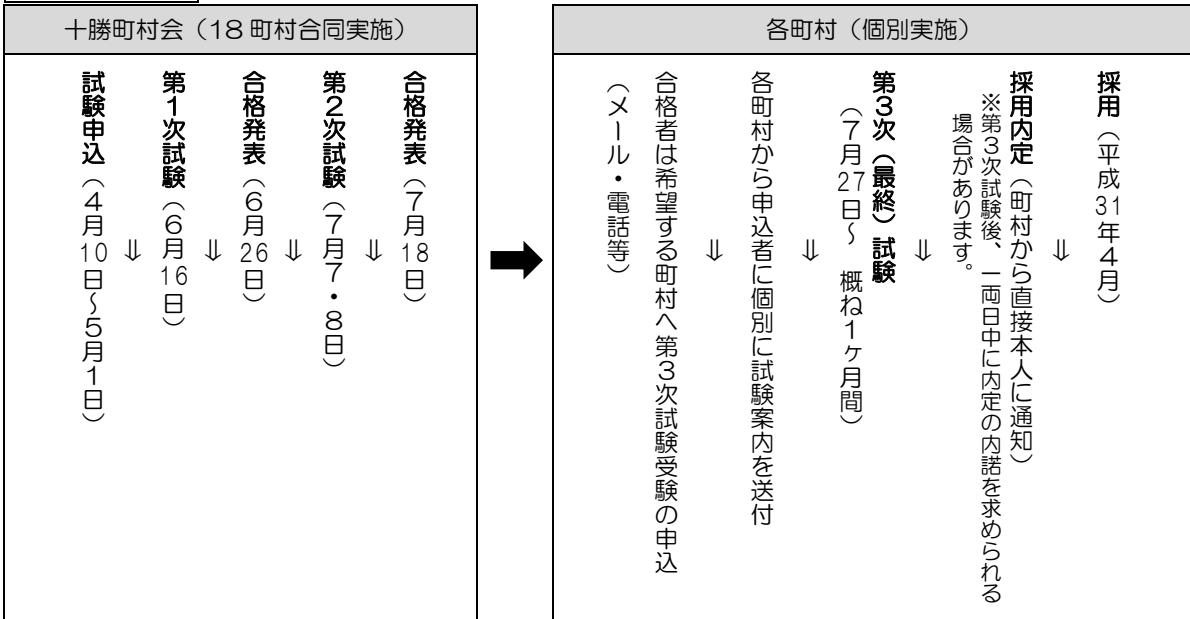 十勝町村会（18町村合同実施）
試験申込（４月10日～５月１日）
⇓
第１次試験（６月16日）
⇓
合格発表（６月26日）
⇓
第２次試験（７月７・８日）
⇓
合格発表（７月18日）
各町村（個別実施）
合格者は希望する町村へ第３次試験受験の申込
（メール・電話等）
⇓
各町村から申込者に個別に試験案内を送付
⇓
第３次（最終）試験
（７月27日～　概ね１ヶ月間）
⇓
採用内定（町村から直接本人に通知）
※第３次試験後、一両日中に内定の内諾を求められる
場合があります。
⇓
採用（平成31年４月）